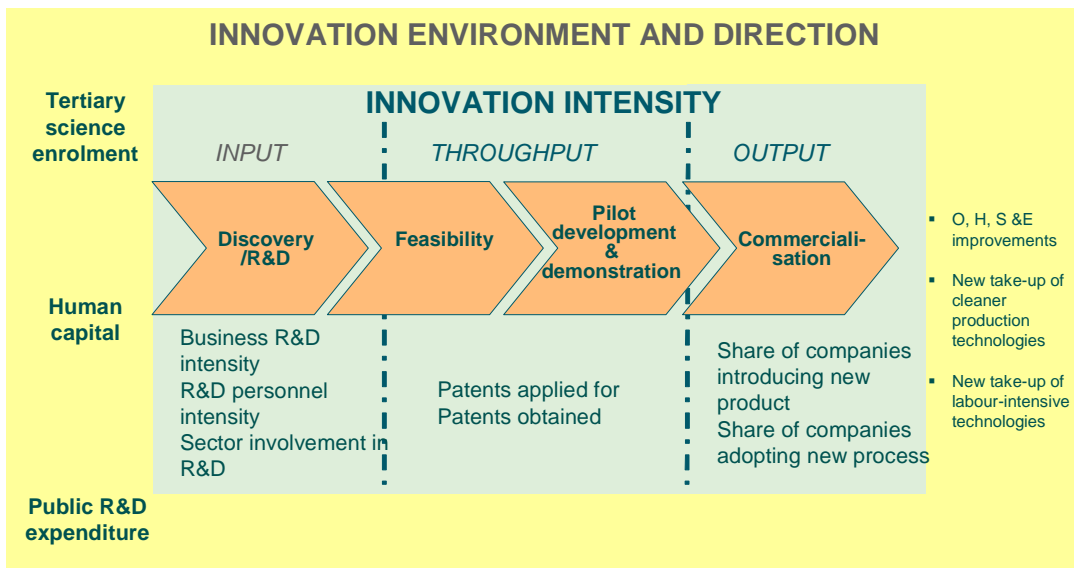 INNOVATION ENVIRONMENT AND DIRECTION
Tertiary
science
enrolment
INNOVATION INTENSITY
INPUT
THROUGHPUT
OUTPUT
Discovery
/R&D
Feasibility
Pilot
development
&
demonstration
Commerciali-
sation
Human
capital
Business R&D
intensity
R&D personnel
intensity
Sector involvement in
R&D
Patents applied for
Patents obtained
Share of companies
introducing new
product
Share of companies
adopting new process
▪ O, H, S &E
improvements
▪ New take-up of
cleaner
production
technologies
▪ New take-up of
labour-intensive
technologies
Public R&D
expenditure